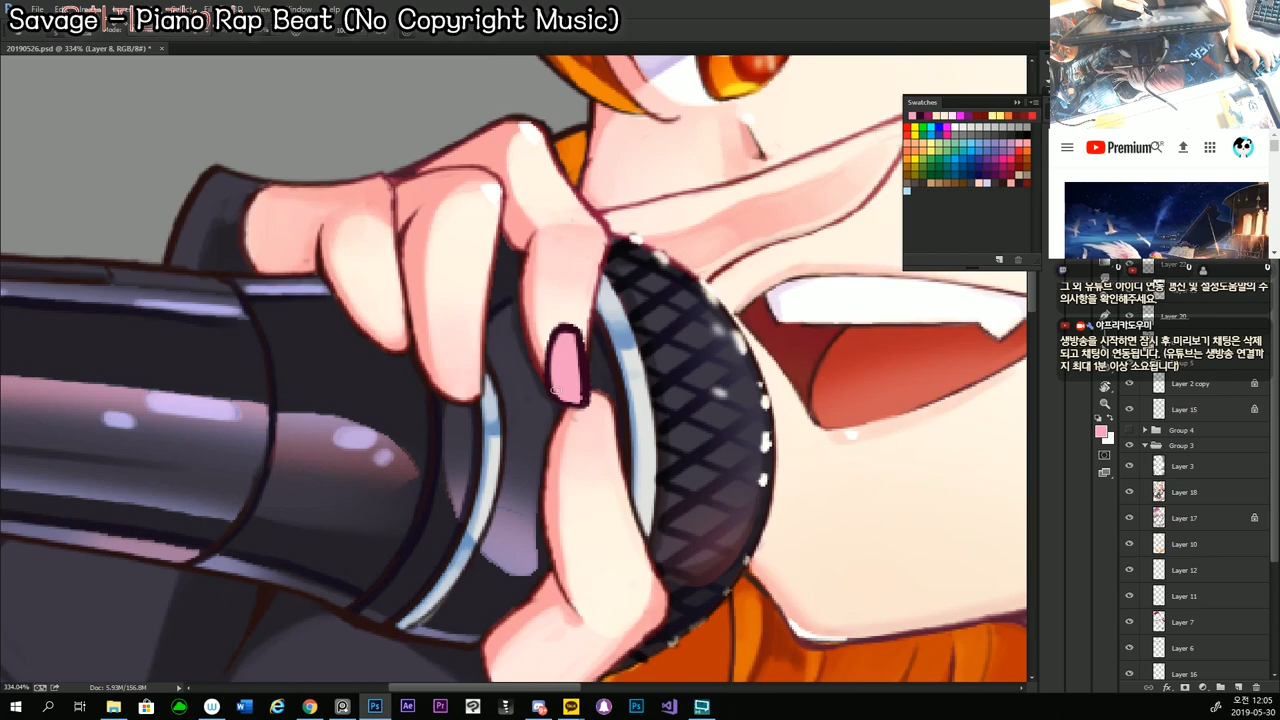 Savage – Piano Rap Beat (No Copyright Music)
20190526.psd @ 334% (Layer 8, RGB/8#) *
Swatches
Premium
Layer 22
그 외 유튜브 아이디 연동 갱신 및 설정도움말의 주
의사항을 확인해주세요
Layer 20
아프리카도우미
생방송을 시작하면 잠시 후 미리보기 채팅은 삭제
되고 채팅이 연동됩니다. (유튜브는 생방송 연결까
지 최대 1분 이상 소요됩니다)
Layer 2 copy
Layer 15
Group 4
Group 3
Layer 3
Layer 18
Layer 17
Layer 10
Layer 12
Layer 11
Layer 7
Layer 6
Layer 16
334.04%
Doc: 5.93M/156.8M
오전 12:05
2019-05-30